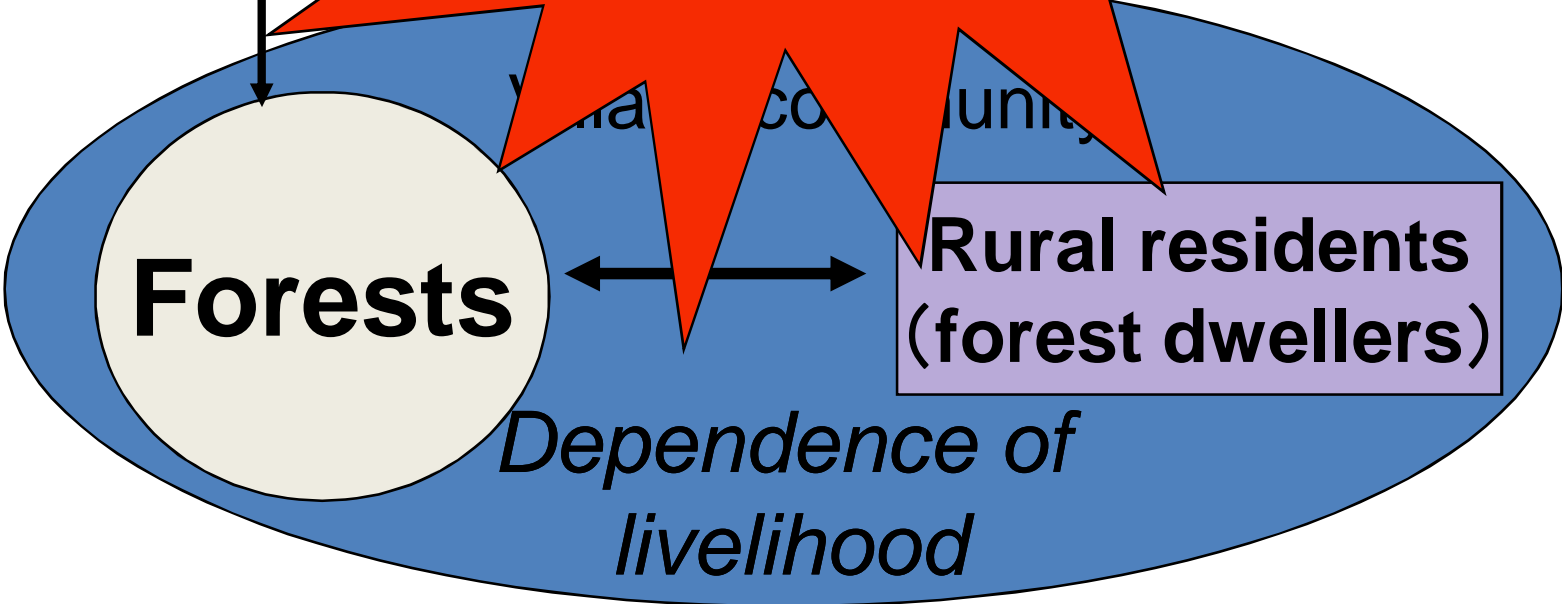 Forests
Rural residents
（forest dwellers）
Dependence of
livelihood